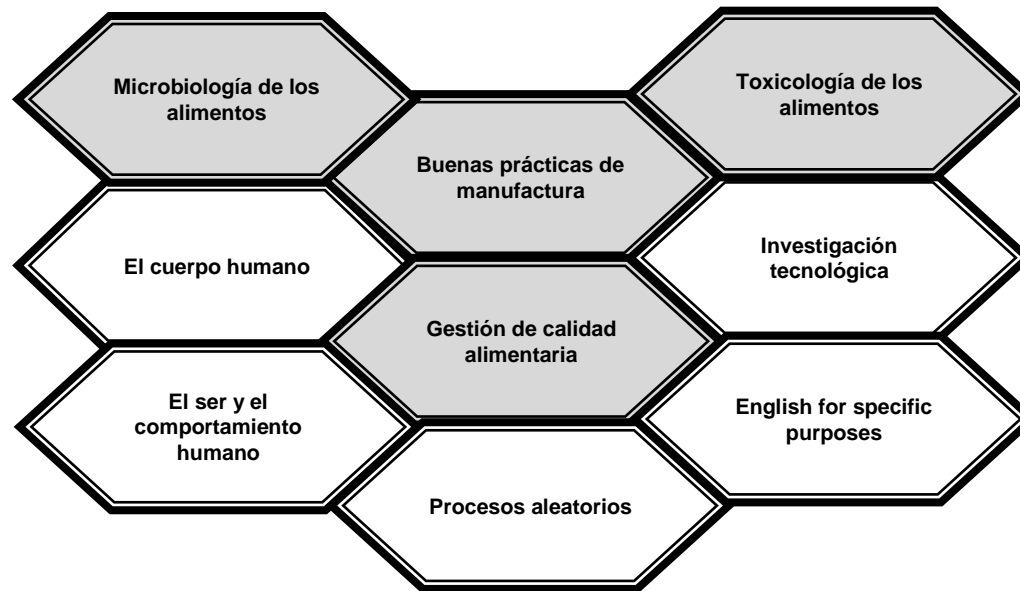 Microbiología de los
alimentos
Toxicología de los
alimentos
Buenas prácticas de
manufactura
El cuerpo humano
Investigación
tecnológica
Gestión de calidad
alimentaria
El ser y el
comportamiento
humano
English for specific
purposes
Procesos aleatorios